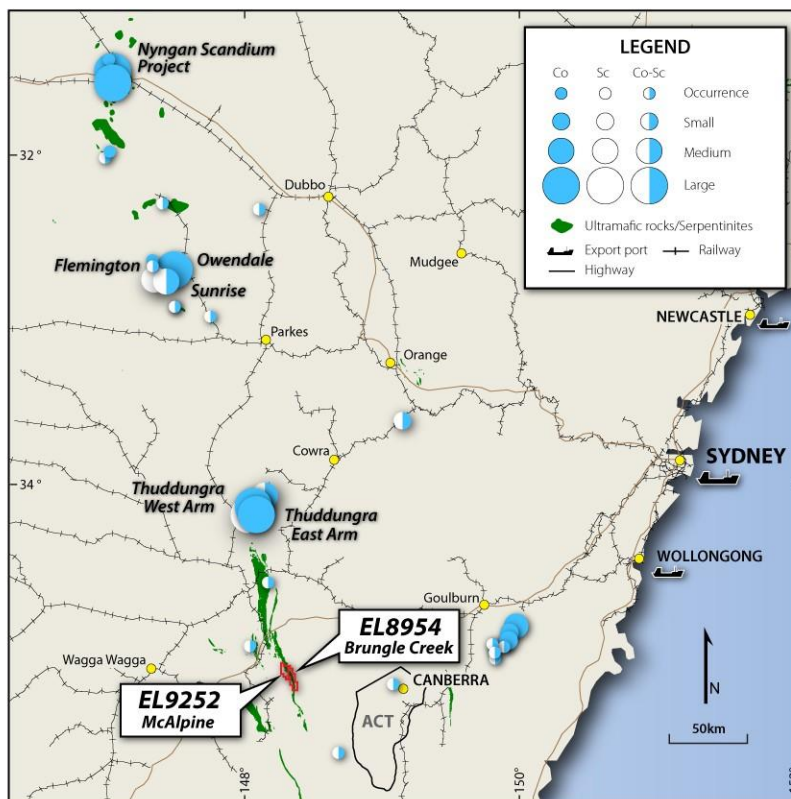 Nyngan Scandium
Project
32°
Dubbo
Mudgee
Flemington
Owendale
Sunrise
Parkes
Orange
NEWCASTLE
LEGEND
Co Sc Co-Sc
Occurrence
Small
Medium
Large
Ultramafic rocks/Serpentinites
Export port Railway
Highway
Cowra
SYDNEY
34°
Thuddungra
West Arm
Thuddungra
East Arm
WOLLONGONG
Goulburn
EL8954
Brungle Creek
Wagga Wagga
EL9252
McAlpine
CANBERRA
ACT
N
50km
148°
150°